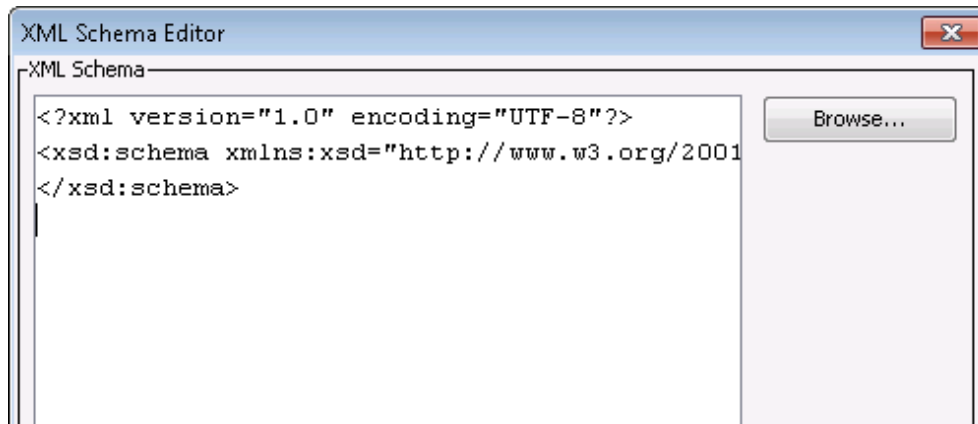 XML Schema Editor
XML Schema
<?xml version="1.0" encoding="UTF-8"?>
Browse...
<xsd:schema xmlns:xsd="http://www.w3.org/2001
</xsd:schema>